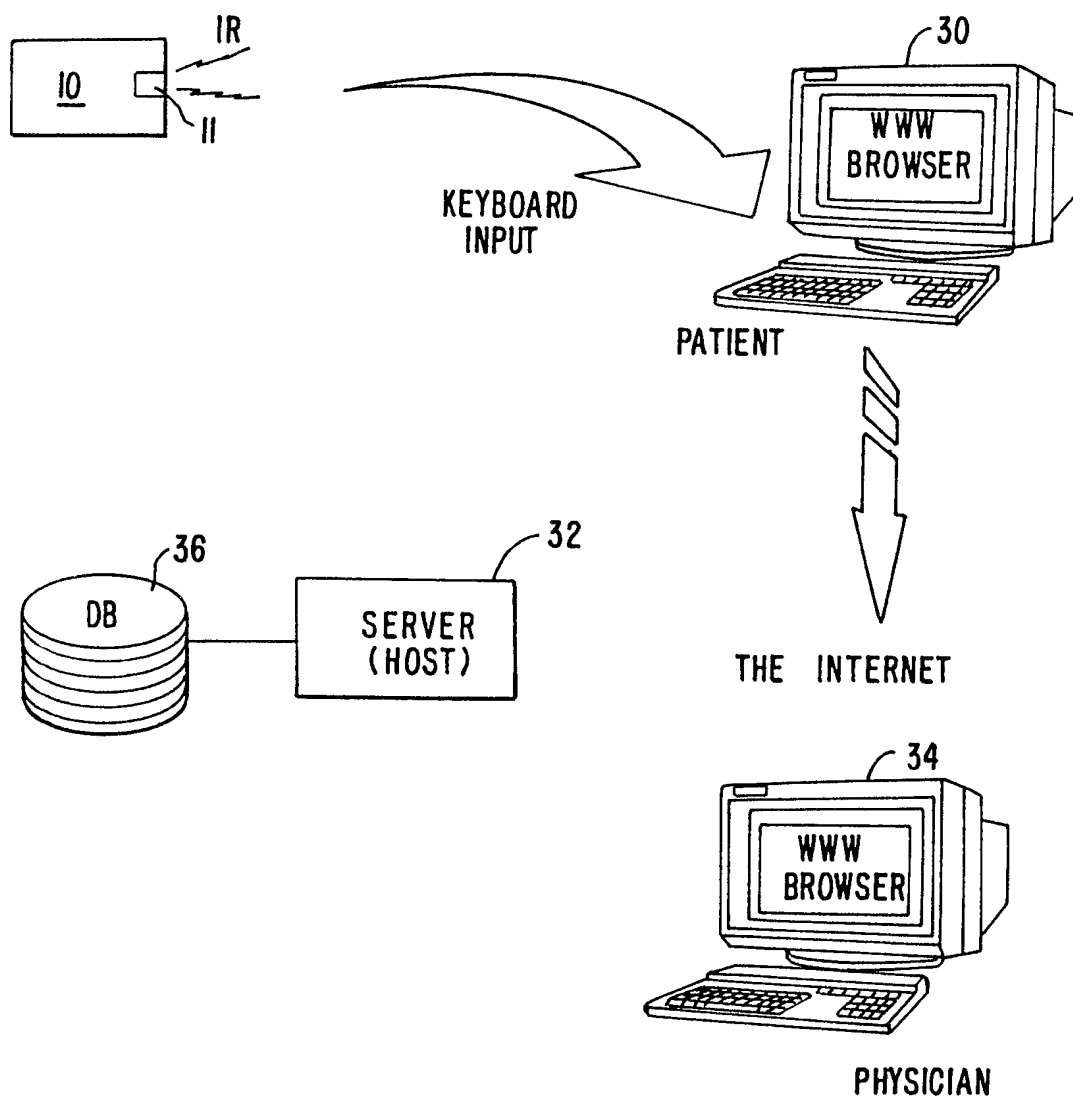 IR
10
11
30
WWW
BROWSER
KEYBOARD
INPUT
PATIENT
36
DB
32
SERVER
(HOST)
THE INTERNET
34
WWW
BROWSER
PHYSICIAN